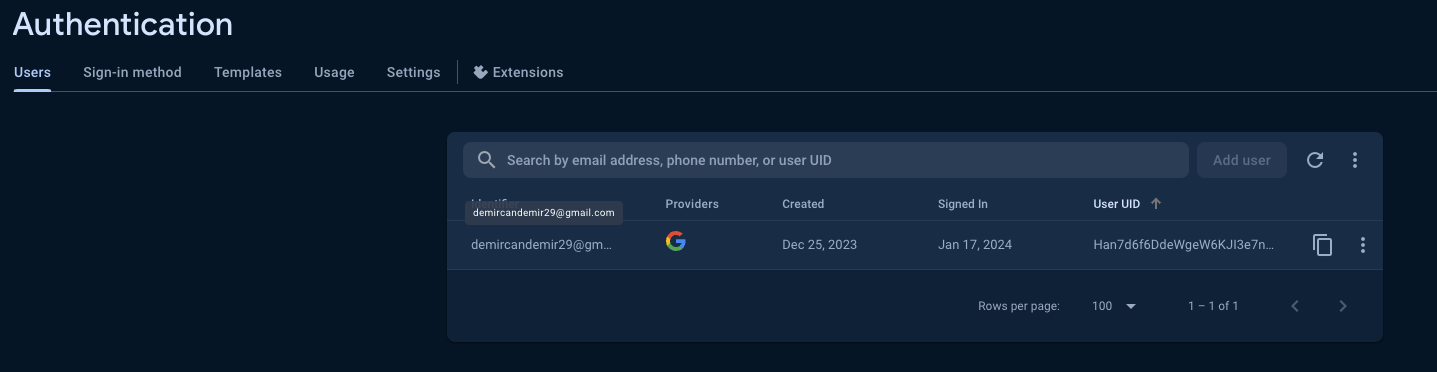 Authentication
Users Sign-in method Templates Usage Settings Extensions
Search by email address, phone number, or user UID Add user
Identifier Providers Created Signed In User UID
demircandemir29@gmail.com
demircandemir29@gm... Dec 25, 2023 Jan 17, 2024 Han7d6f6DdeWgeW6KJI3e7n...
Rows per page: 100 1 – 1 of 1